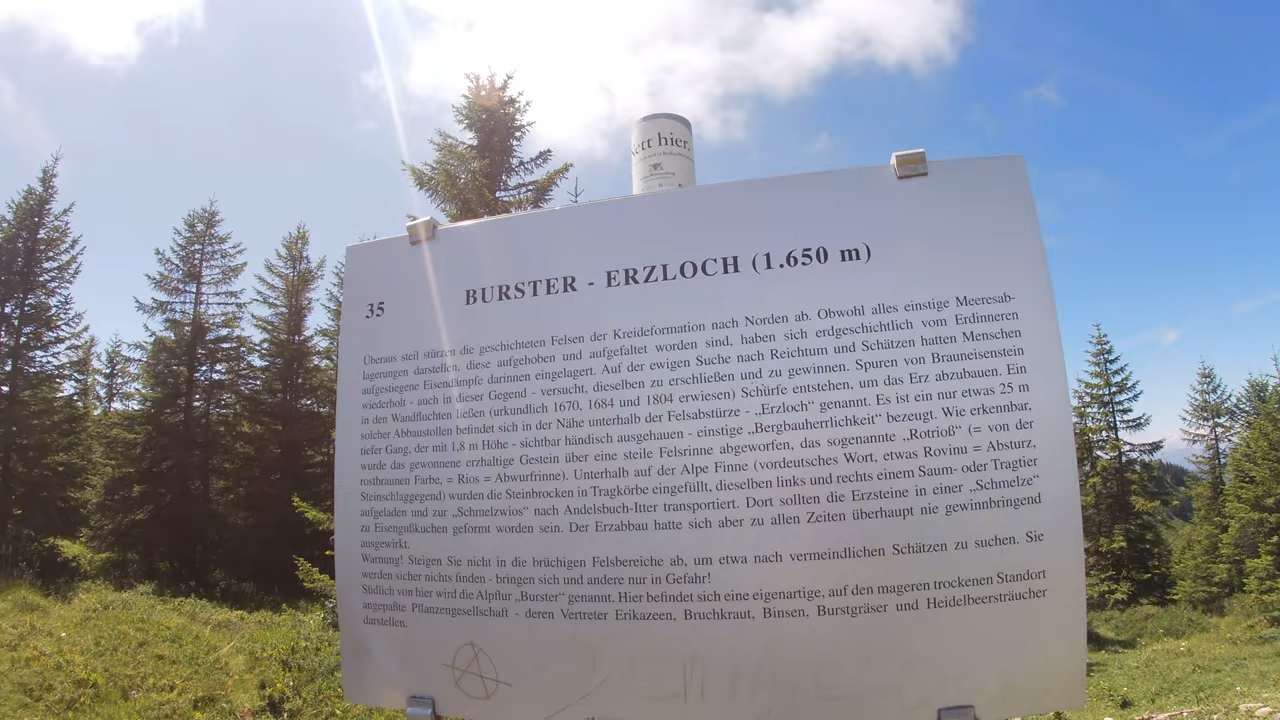 ett hier.
35
BURSTER - ERZLOCH (1.650 m)
Überaus steil stürzen die geschichteten Felsen der Kreideformation nach Norden ab. Obwohl alles einstige Meeresab-
lagerungen darstellen, diese aufgehoben und aufgefaltet worden sind, haben sich erdgeschichtlich vom Erdinneren
aufgestiegene Eisendämpfe darinnen eingelagert. Auf der ewigen Suche nach Reichtum und Schätzen hatten Menschen
wiederholt - auch in dieser Gegend - versucht, dieselben zu erschließen und zu gewinnen. Spuren von Brauneisenstein
in den Wandfluchten ließen (urkundlich 1670, 1684 und 1804 erwiesen) Schürfe entstehen, um das Erz abzubauen. Ein
solcher Abbaustollen befindet sich in der Nähe unterhalb der Felsabstürze - „Erzloch“ genannt. Es ist ein nur etwas 25 m
tiefer Gang, der mit 1,8 m Höhe - sichtbar händisch ausgehauen - einstige „Bergbauherrlichkeit“ bezeugt. Wie erkennbar,
wurde das gewonnene erzhaltige Gestein über eine steile Felsrinne abgeworfen, das sogenannte „Rotrioß“ (= von der
rostbraunen Farbe, = Rios = Abwurfrinne). Unterhalb auf der Alpe Finne (vordeutsches Wort, etwas Rovinu = Absturz,
Steinschlaggegend) wurden die Steinbrocken in Tragkörbe eingefüllt, dieselben links und rechts einem Saum- oder Tragtier
aufgeladen und zur „Schmelzwios“ nach Andelsbuch-Itter transportiert. Dort sollten die Erzsteine in einer „Schmelze“
zu Eisengußkuchen geformt worden sein. Der Erzabbau hatte sich aber zu allen Zeiten überhaupt nie gewinnbringend
ausgewirkt.
Warnung! Steigen Sie nicht in die brüchigen Felsbereiche ab, um etwa nach vermeindlichen Schätzen zu suchen. Sie
werden sicher nichts finden - bringen sich und andere nur in Gefahr!
Südlich von hier wird die Alpflur „Burster“ genannt. Hier befindet sich eine eigenartige, auf den mageren trockenen Standort
angepaßte Pflanzengesellschaft - deren Vertreter Erikazeen, Bruchkraut, Binsen, Burstgräser und Heidelbeersträucher
darstellen.